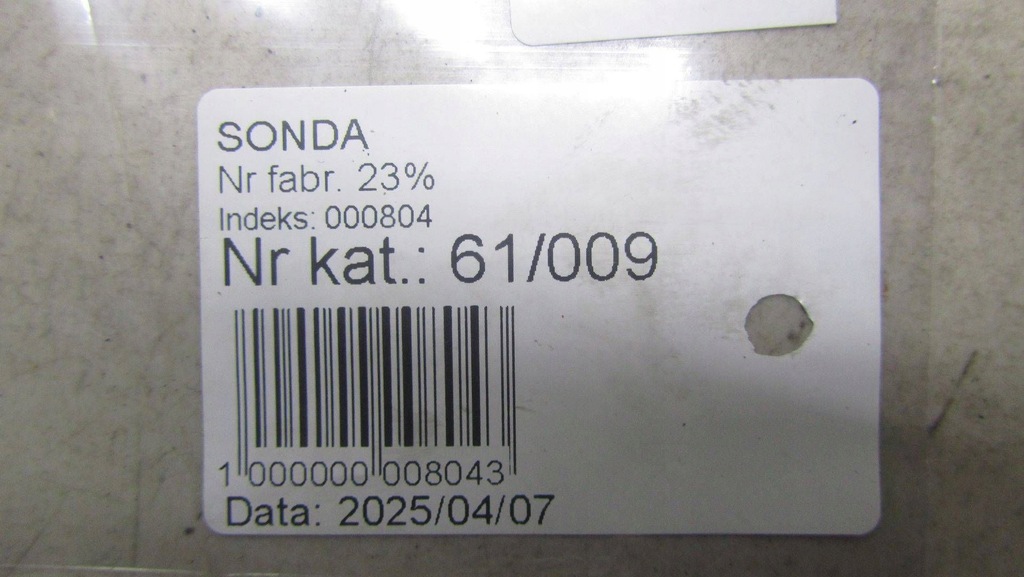 SONDA
Nr fabr. 23%
Indeks: 000804
Nr kat.: 61/009
1 000000 008043
Data: 2025/04/07